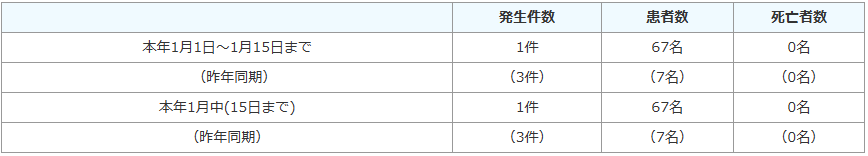 発生件数 患者数 死亡者数
本年1月1日～1月15日まで 1件 67名 0名
（昨年同期） （3件） （7名） （0名）
本年1月中(15日まで) 1件 67名 0名
（昨年同期） （3件） （7名） （0名）